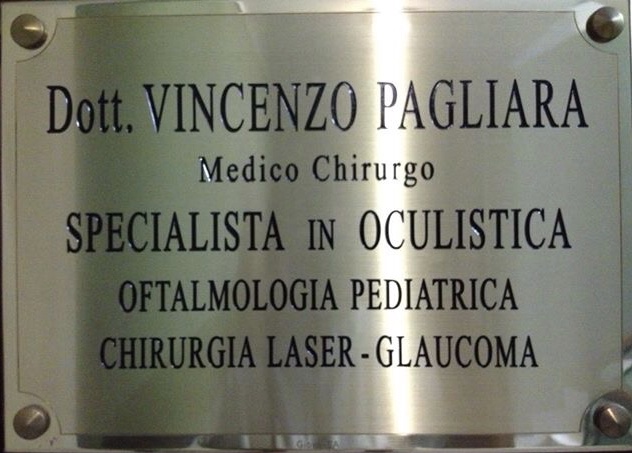 Dott. VINCENZO PAGLIARA
Medico Chirurgo
SPECIALISTA IN OCULISTICA
OFTALMOLOGIA PEDIATRICA
CHIRURGIA LASER - GLAUCOMA